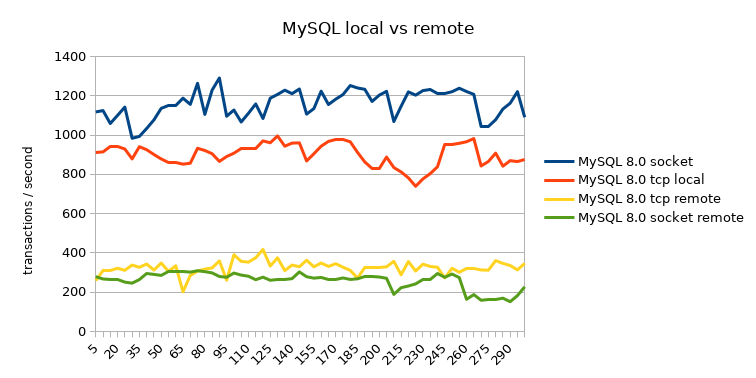 MySQL local vs remote
1400
1200
1000
800
600
400
200
0
transactions / second
5 20 35 50 65 80 95 110 125 140 155 170 185 200 215 230 245 260 275 290
MySQL 8.0 socket
MySQL 8.0 tcp local
MySQL 8.0 tcp remote
MySQL 8.0 socket remote